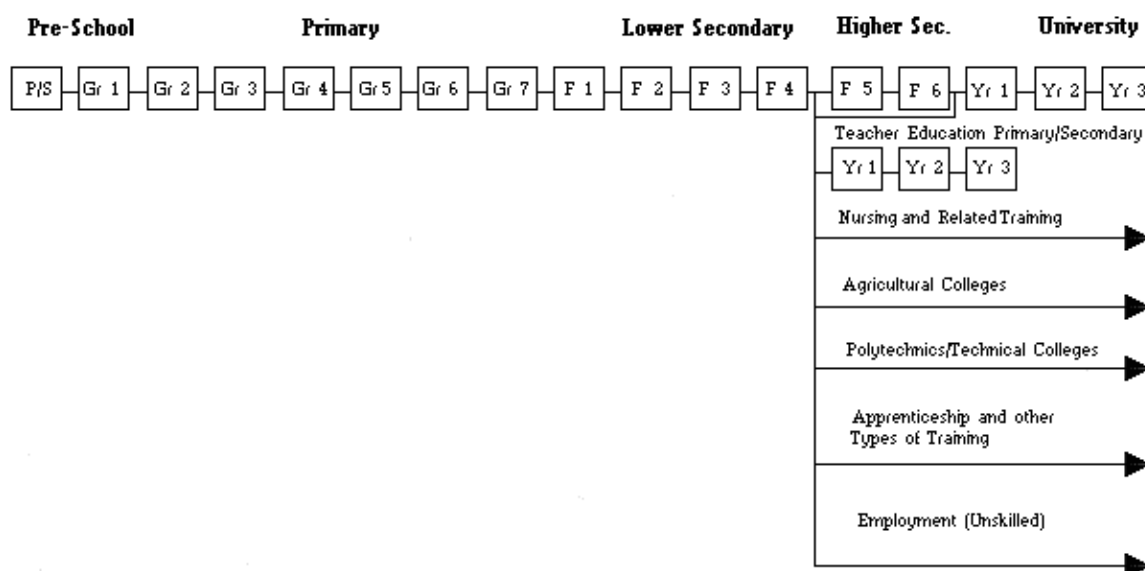 Pre-School Primary Lower Secondary Higher Sec. University
P/S Gr 1 Gr 2 Gr 3 Gr 4 Gr 5 Gr 6 Gr 7 F 1 F 2 F 3 F 4 F 5 F 6 Yr 1 Yr 2 Yr 3
Teacher Education Primary/Secondary
Yr 1 Yr 2 Yr 3
Nursing and Related Training
Agricultural Colleges
Polytechnics/Technical Colleges
Apprenticeship and other
Types of Training
Employment (Unskilled)